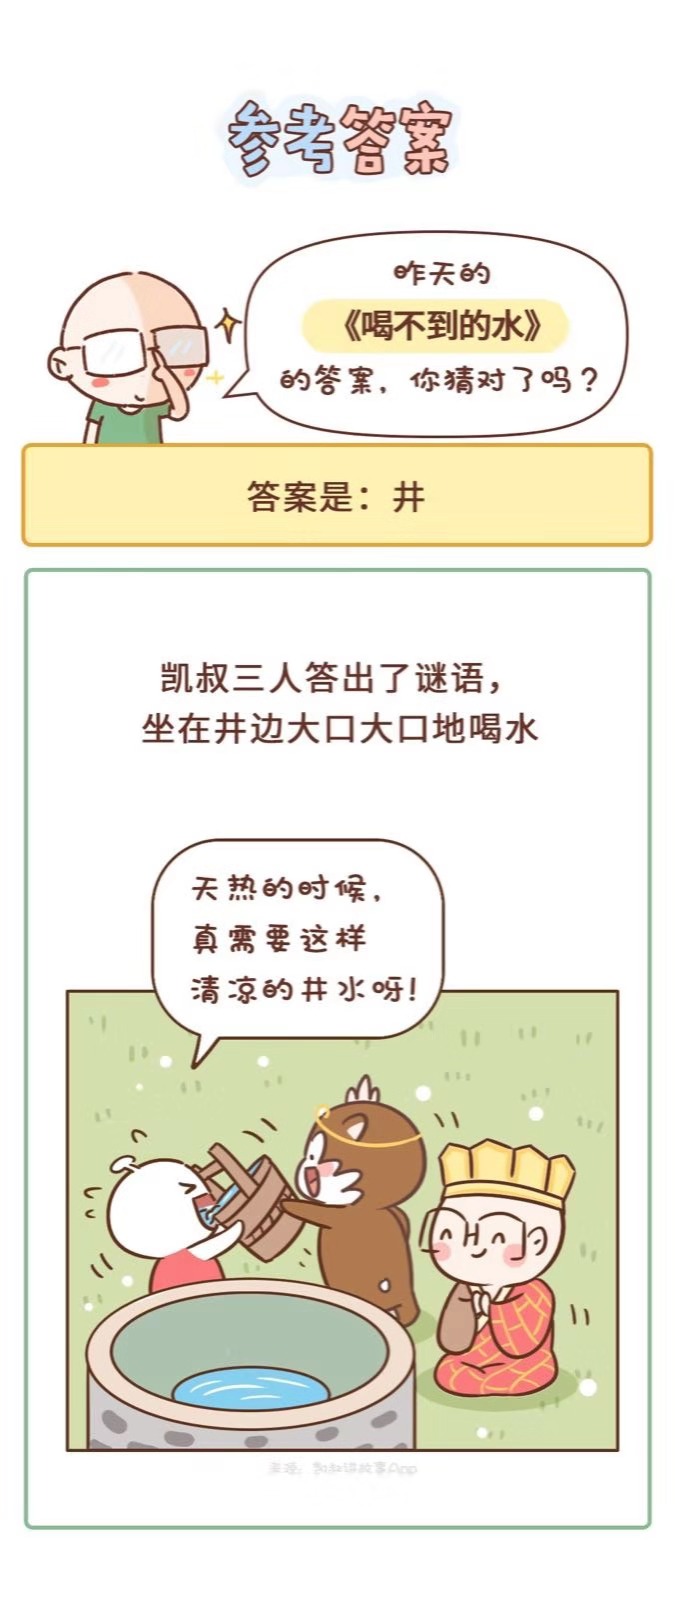 参考答案
昨天的
《喝不到的水》
的答案，你猜对了吗？
答案是：井
凯叔三人答出了谜语，
坐在井边大口大口地喝水
天热的时候，
真需要这样
清凉的井水呀！
来源：凯叔讲故事App